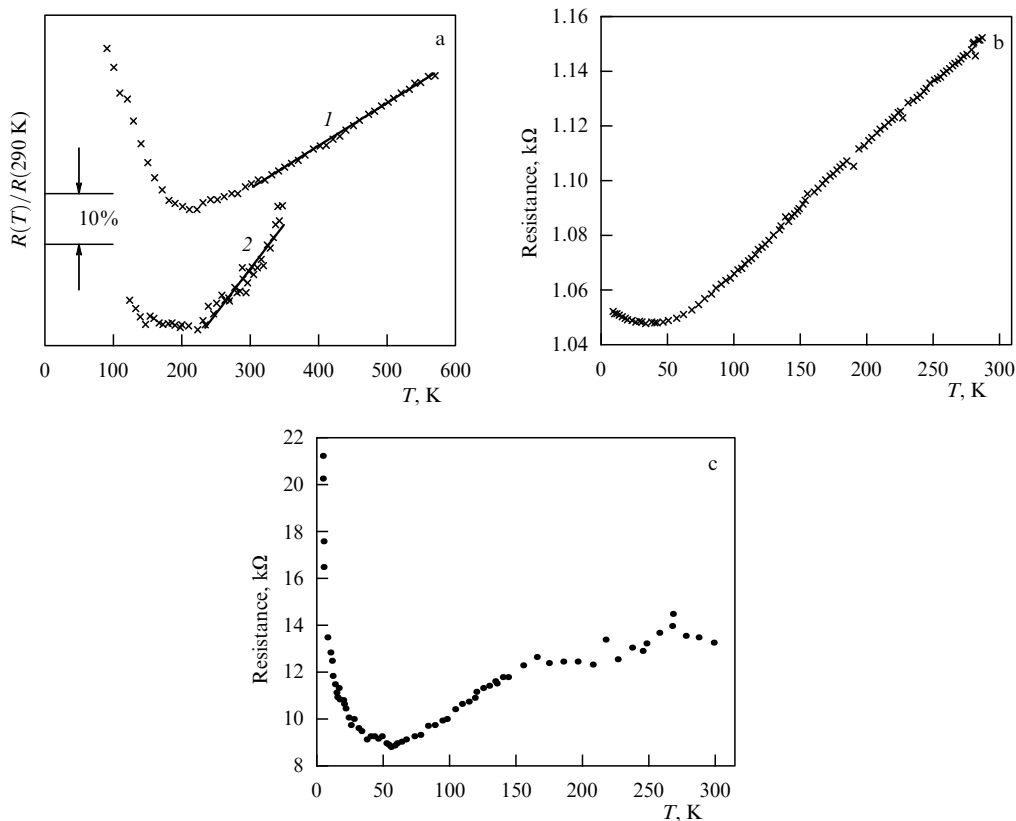 a
R(T)/R(290 K)
10%
1
2
0 100 200 300 400 500 600
T, K
b
Resistance, kΩ
1.16
1.14
1.12
1.10
1.08
1.06
1.04
0 50 100 150 200 250 300
T, K
c
Resistance, kΩ
22
20
18
16
14
12
10
8
0 50 100 150 200 250 300
T, K